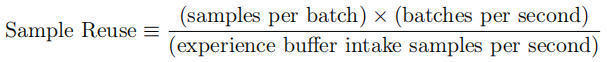 Sample Reuse ≡ (samples per batch) × (batches per second)
(experience buffer intake samples per second)